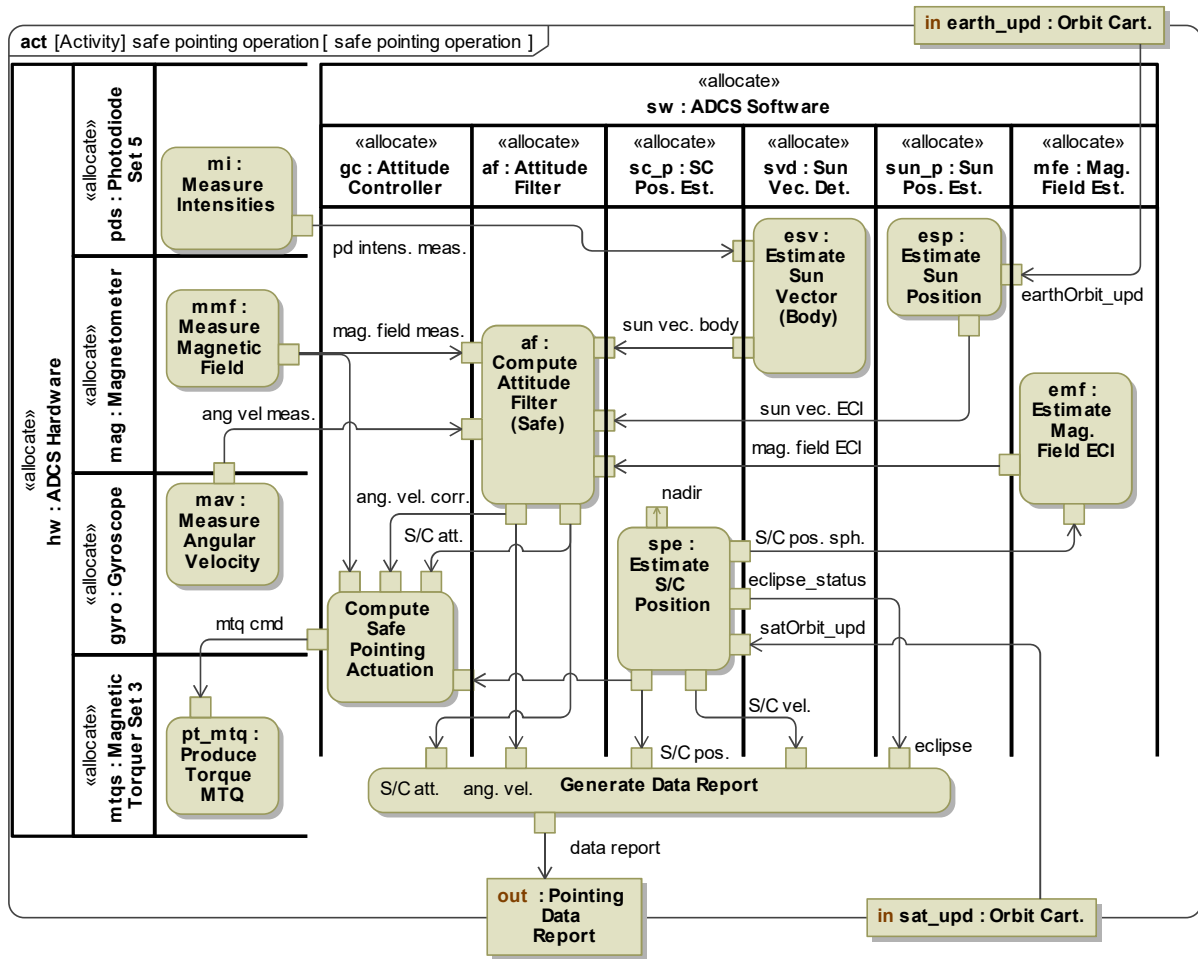 in earth_upd : Orbit Cart.
act [Activity] safe pointing operation [ safe pointing operation ]
«allocate»
hw : ADCS Hardware
«allocate»
pds : Photodiode
Set 5
«allocate»
mag : Magnetometer
«allocate»
gyro : Gyroscope
«allocate»
mtqs : Magnetic
Torquer Set 3
«allocate»
sw : ADCS Software
«allocate»
gc : Attitude
Controller
«allocate»
af : Attitude
Filter
«allocate»
sc_p : SC
Pos. Est.
«allocate»
svd : Sun
Vec. Det.
«allocate»
sun_p : Sun
Pos. Est.
«allocate»
mfe : Mag.
Field Est.
mi :
Measure
Intensities
pd intens. meas.
esv :
Estimate
Sun
Vector
(Body)
esp :
Estimate
Sun
Position
earthOrbit_upd
mmf :
Measure
Magnetic
Field
mag. field meas.
af :
Compute
Attitude
Filter
(Safe)
sun vec. body
emf :
Estimate
Mag.
Field ECI
ang vel meas.
sun vec. ECI
mag. field ECI
mav :
Measure
Angular
Velocity
ang. vel. corr.
S/C att.
nadir
spe :
Estimate
S/C
Position
S/C pos. sph.
eclipse_status
satOrbit_upd
Compute
Safe
Pointing
Actuation
mtq cmd
pt_mtq :
Produce
Torque
MTQ
S/C vel.
S/C pos.
eclipse
S/C att.
ang. vel.
Generate Data Report
data report
out : Pointing
Data
Report
in sat_upd : Orbit Cart.